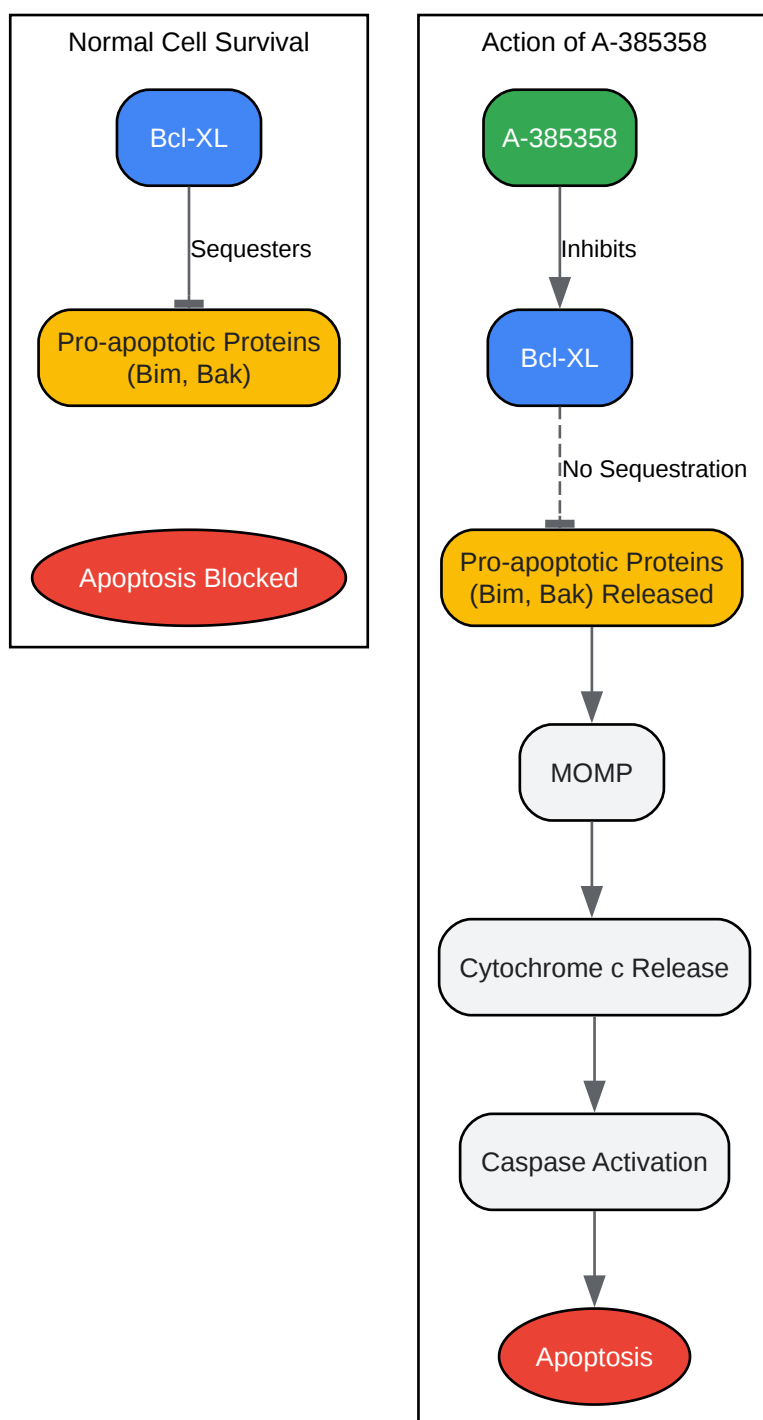 Normal Cell Survival
Bcl-XL
Sequesters
Pro-apoptotic Proteins
(Bim, Bak)
Apoptosis Blocked
Action of A-385358
A-385358
Inhibits
Bcl-XL
No Sequestration
Pro-apoptotic Proteins
(Bim, Bak) Released
MOMP
Cytochrome c Release
Caspase Activation
Apoptosis